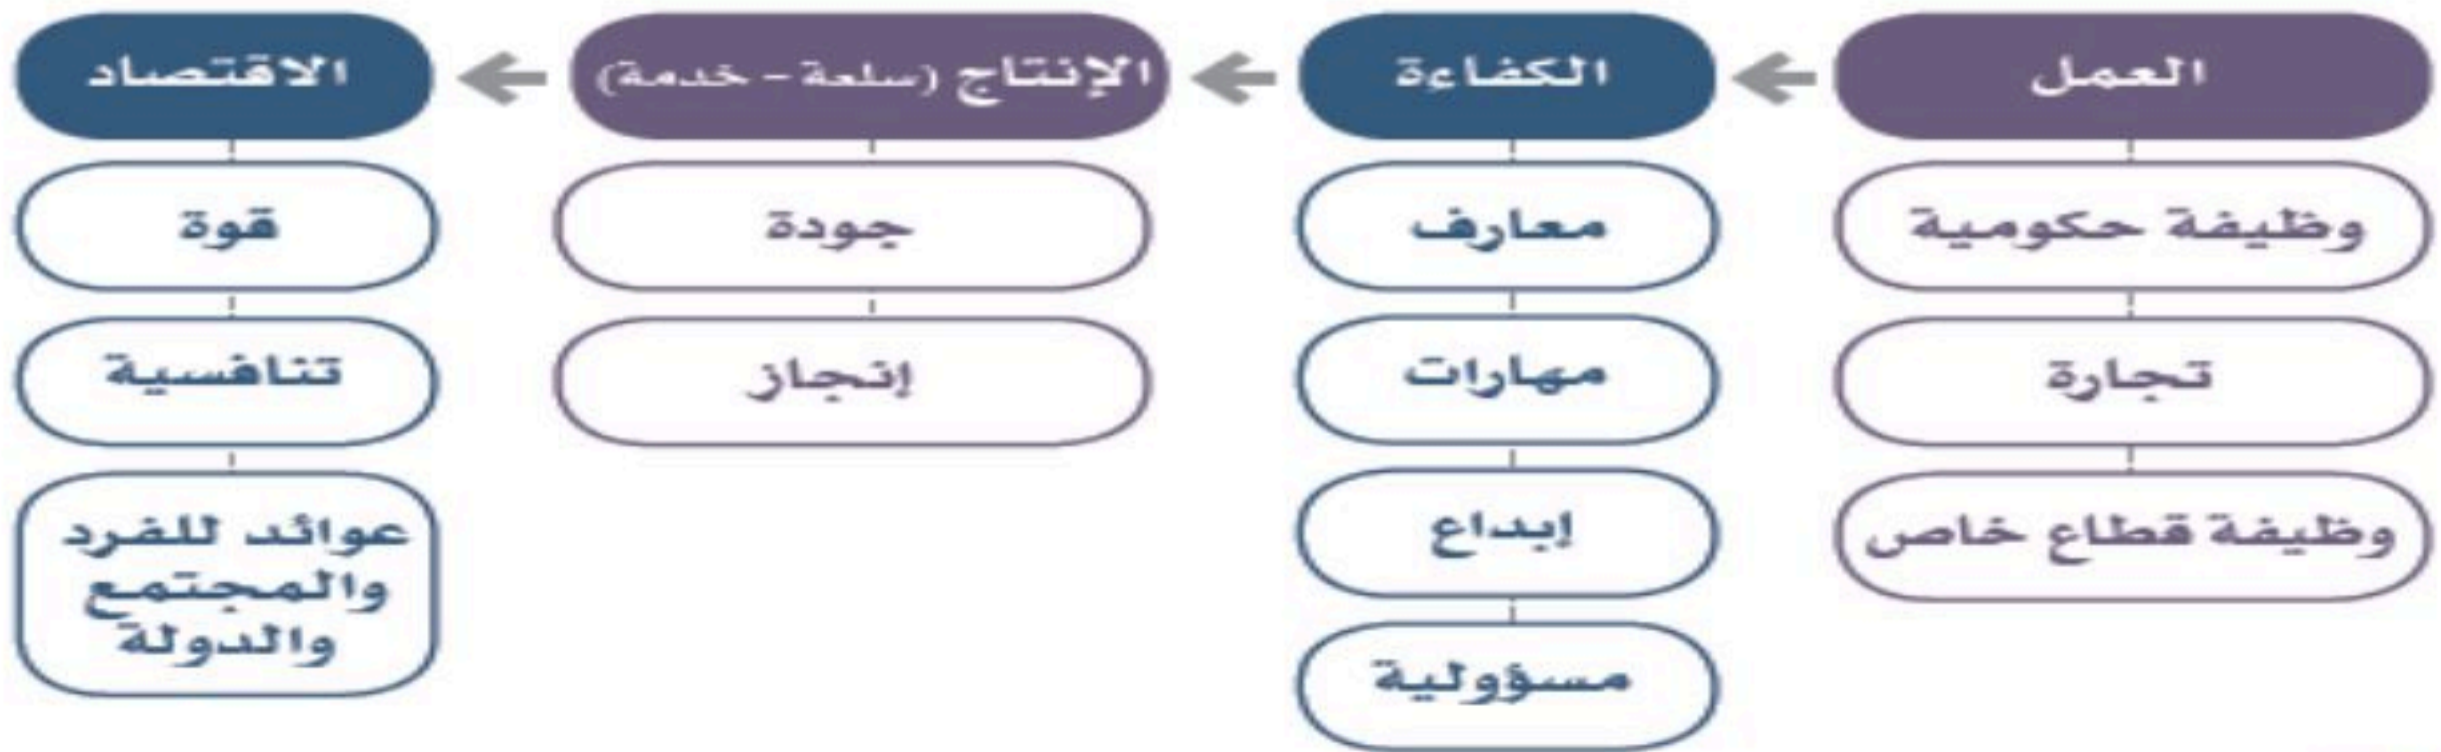 العمل
وظيفة حكومية
تجارة
وظيفة قطاع خاص
الكفاءة
معارف
مهارات
إبداع
مسؤولية
الإنتاج (سلعة - خدمة)
جودة
إنجاز
الاقتصاد
قوة
تنافسية
عوائد للفرد
والمجتمع
والدولة